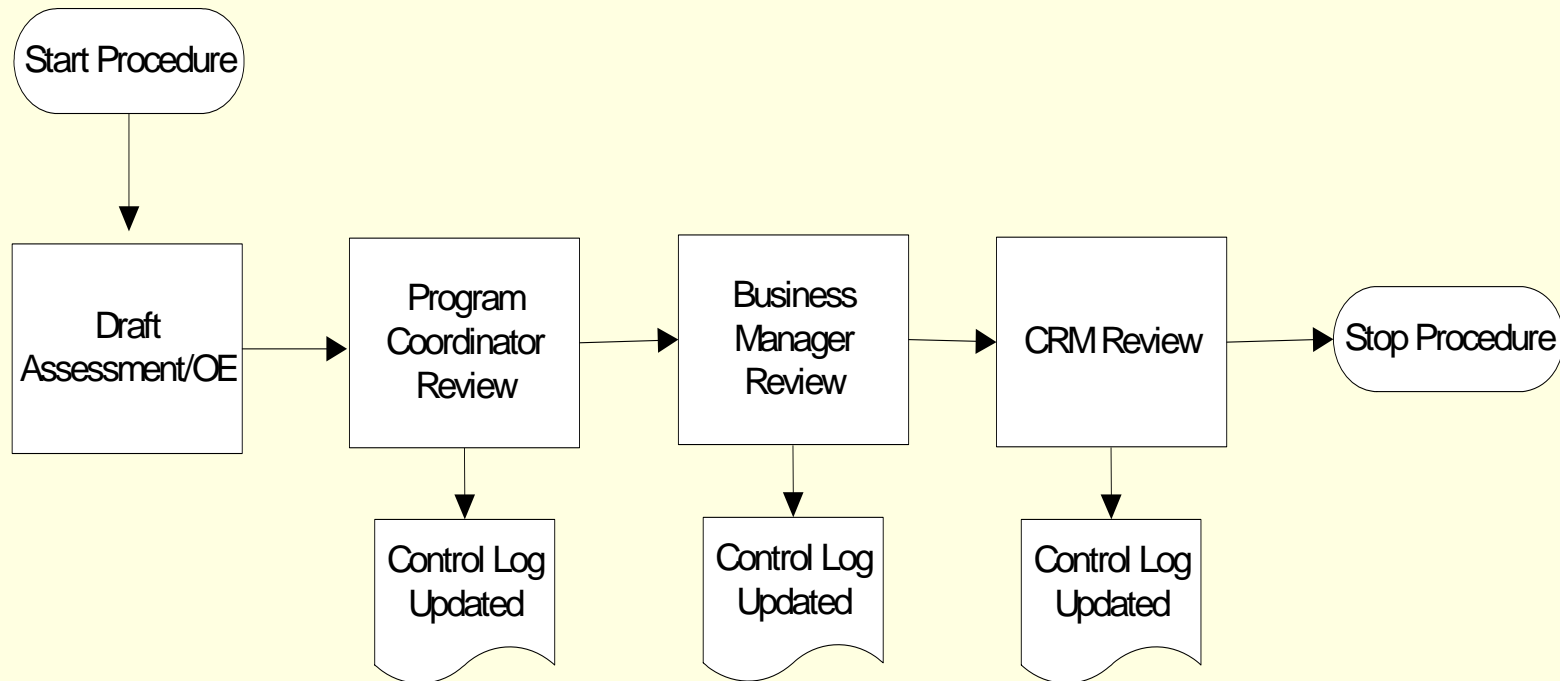 Start Procedure
Draft
Assessment/OE
Program
Coordinator
Review
Business
Manager
Review
CRM Review
Stop Procedure
Control Log
Updated
Control Log
Updated
Control Log
Updated